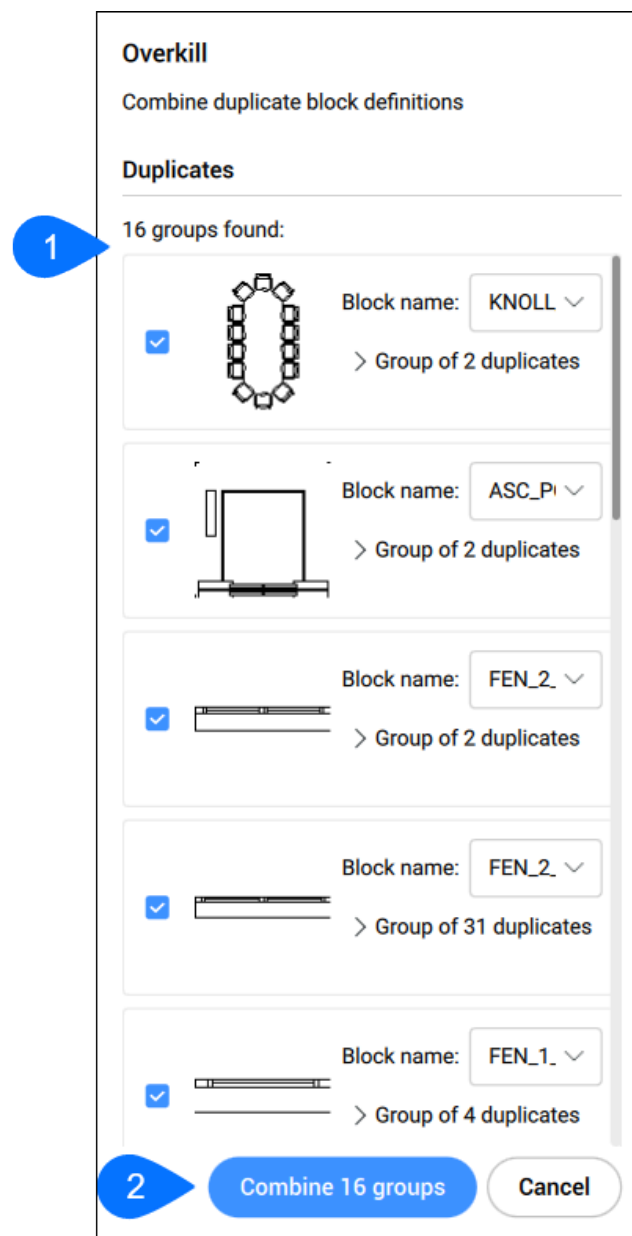 Overkill
Combine duplicate block definitions
Duplicates
16 groups found:
1
Block name: KNOLL
Group of 2 duplicates
Block name: ASC_P
Group of 2 duplicates
Block name: FEN_2_
Group of 2 duplicates
Block name: FEN_2_
Group of 31 duplicates
Block name: FEN_1_
Group of 4 duplicates
2
Combine 16 groups
Cancel